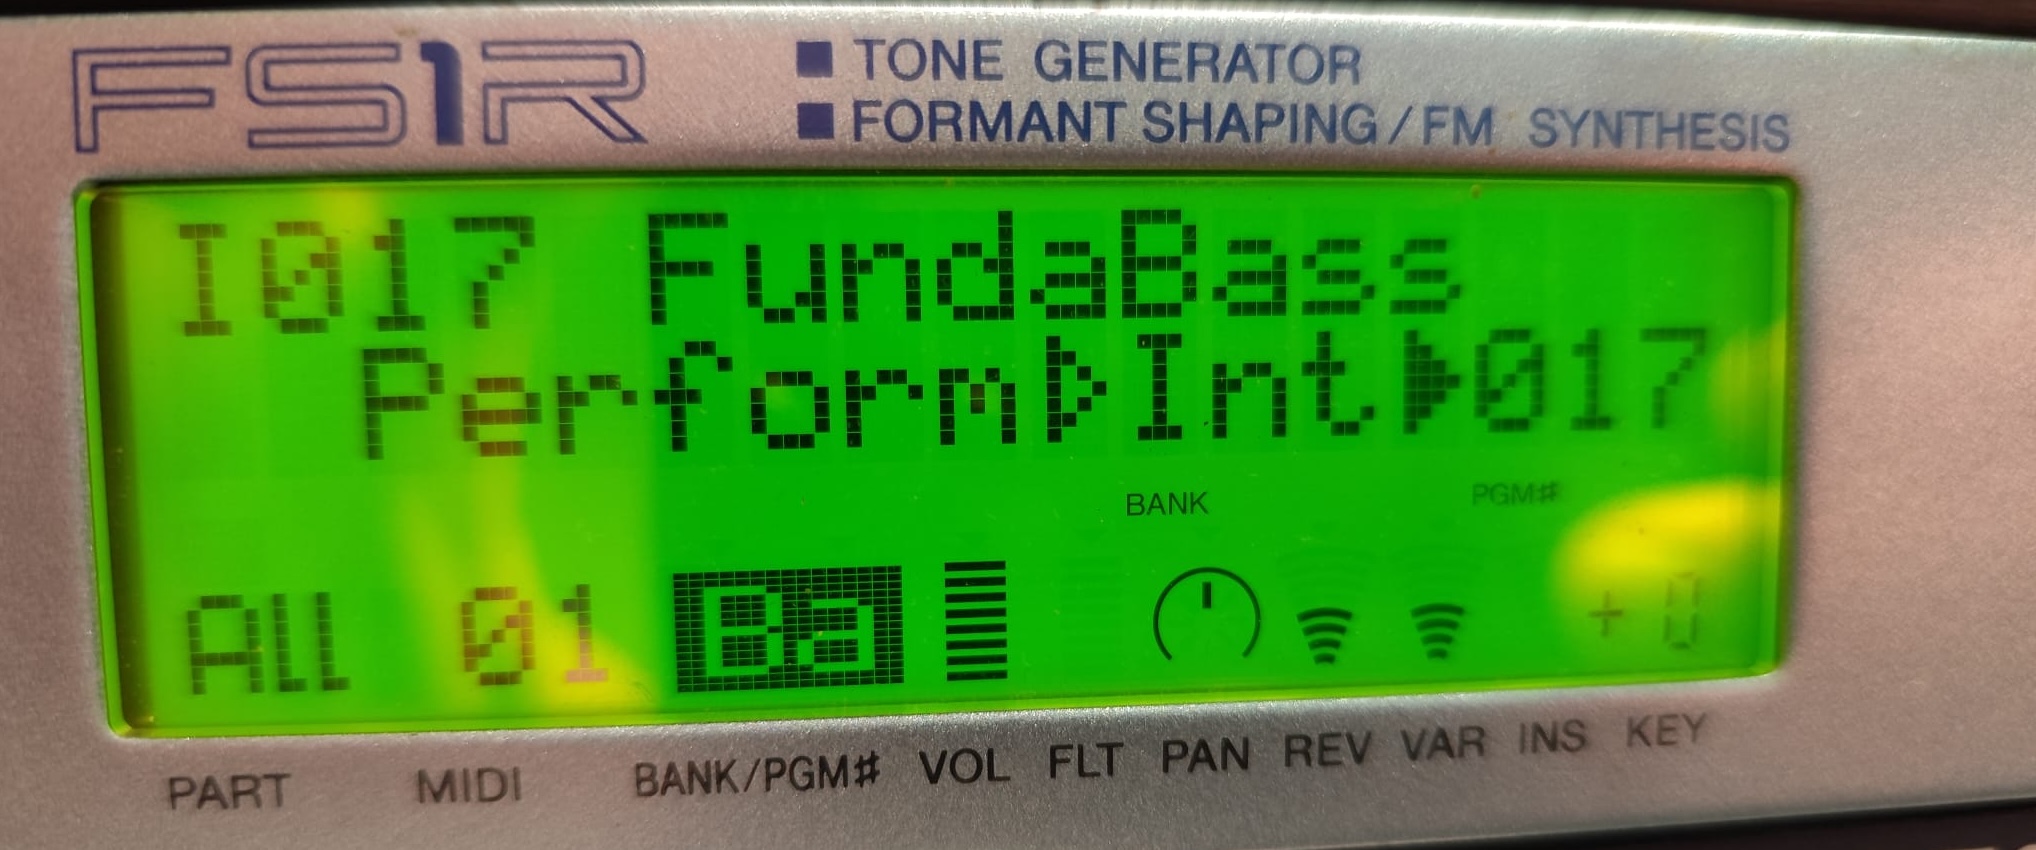 FS1R
■ TONE GENERATOR
■ FORMANT SHAPING/FM SYNTHESIS
I017 FundaBass
Perform▷Int▶017
BANK PGM#
All 01 Ba + 0
PART MIDI BANK/PGM# VOL FLT PAN REV VAR INS KEY